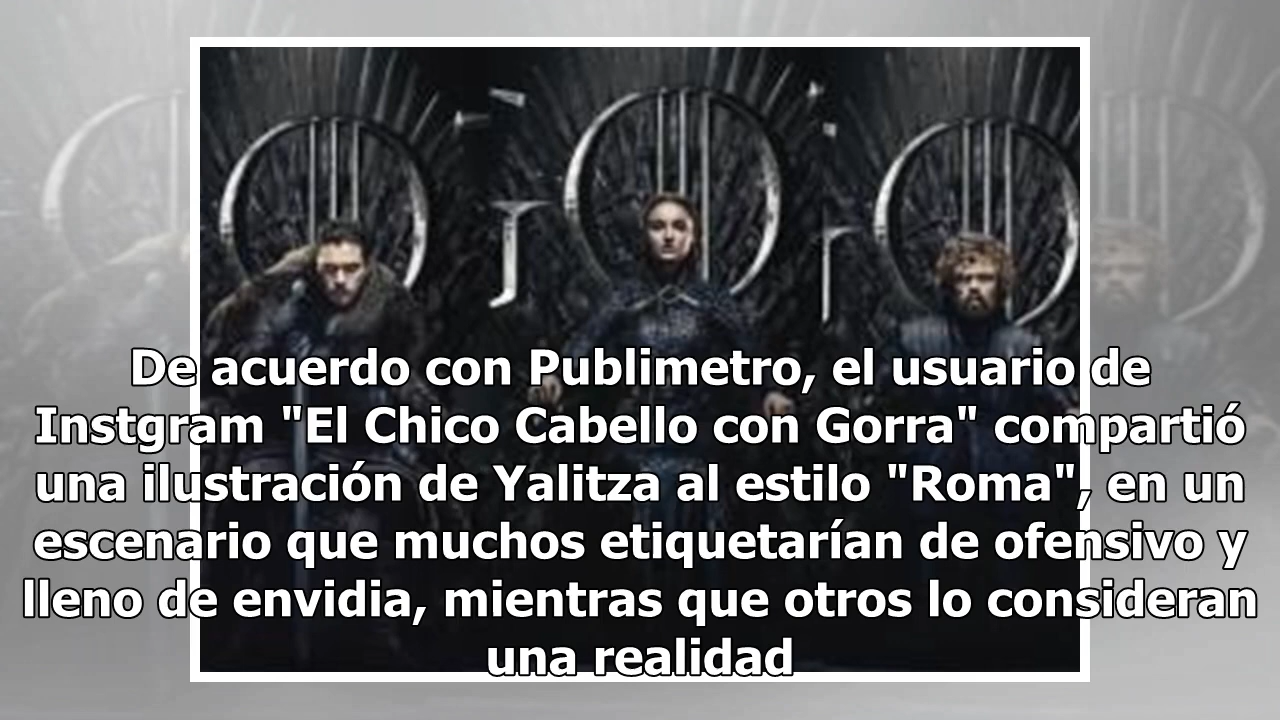 De acuerdo con Publimetro, el usuario de
Instgram "El Chico Cabello con Gorra" compartió
una ilustración de Yalitza al estilo "Roma", en un
escenario que muchos etiquetarían de ofensivo y
lleno de envidia, mientras que otros lo consideran
una realidad